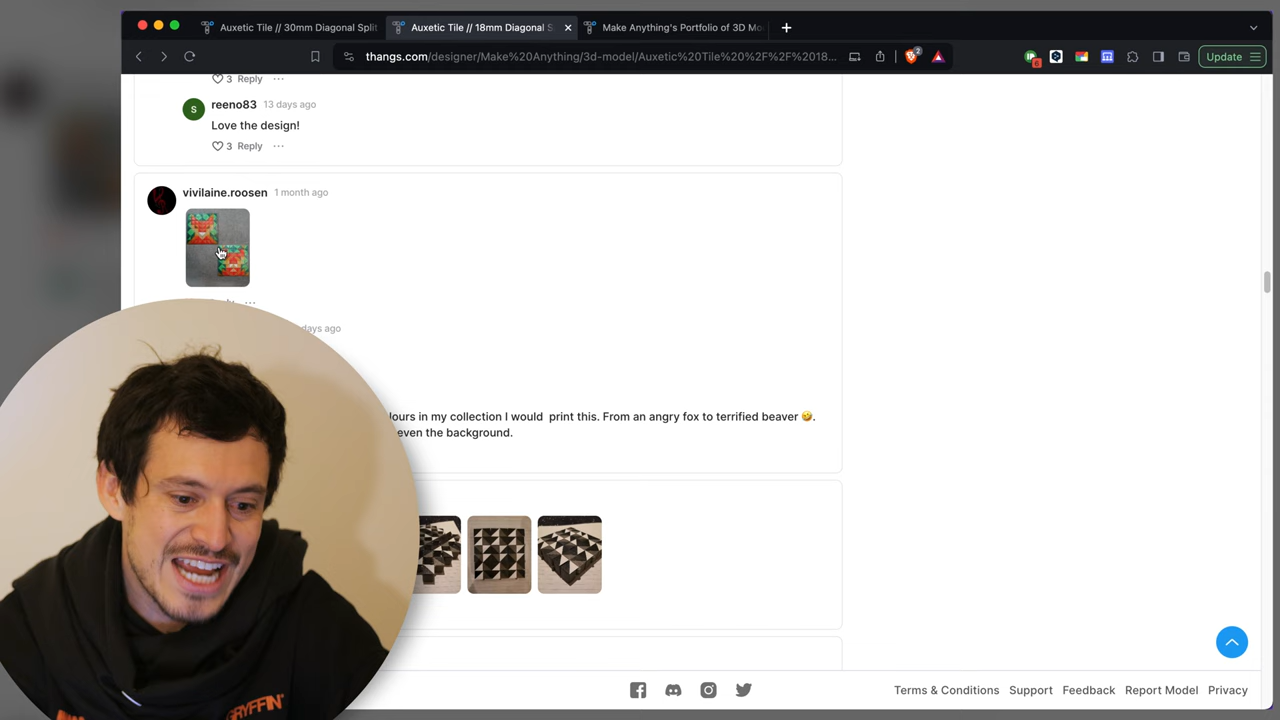 Auxetic Tile // 30mm Diagonal Split
Auxetic Tile // 18mm Diagonal S
Make Anything's Portfolio of 3D Mo
thangs.com/designer/Make%20Anything/3d-model/Auxetic%20Tile%20%2F%2F%2018...
2
6
Update
3 Reply
S
reeno83 13 days ago
Love the design!
3 Reply
vivilaine.roosen 1 month ago
days ago
lours in my collection I would print this. From an angry fox to terrified beaver 🤣.
even the background.
GRYFFIN
Terms & Conditions Support Feedback Report Model Privacy